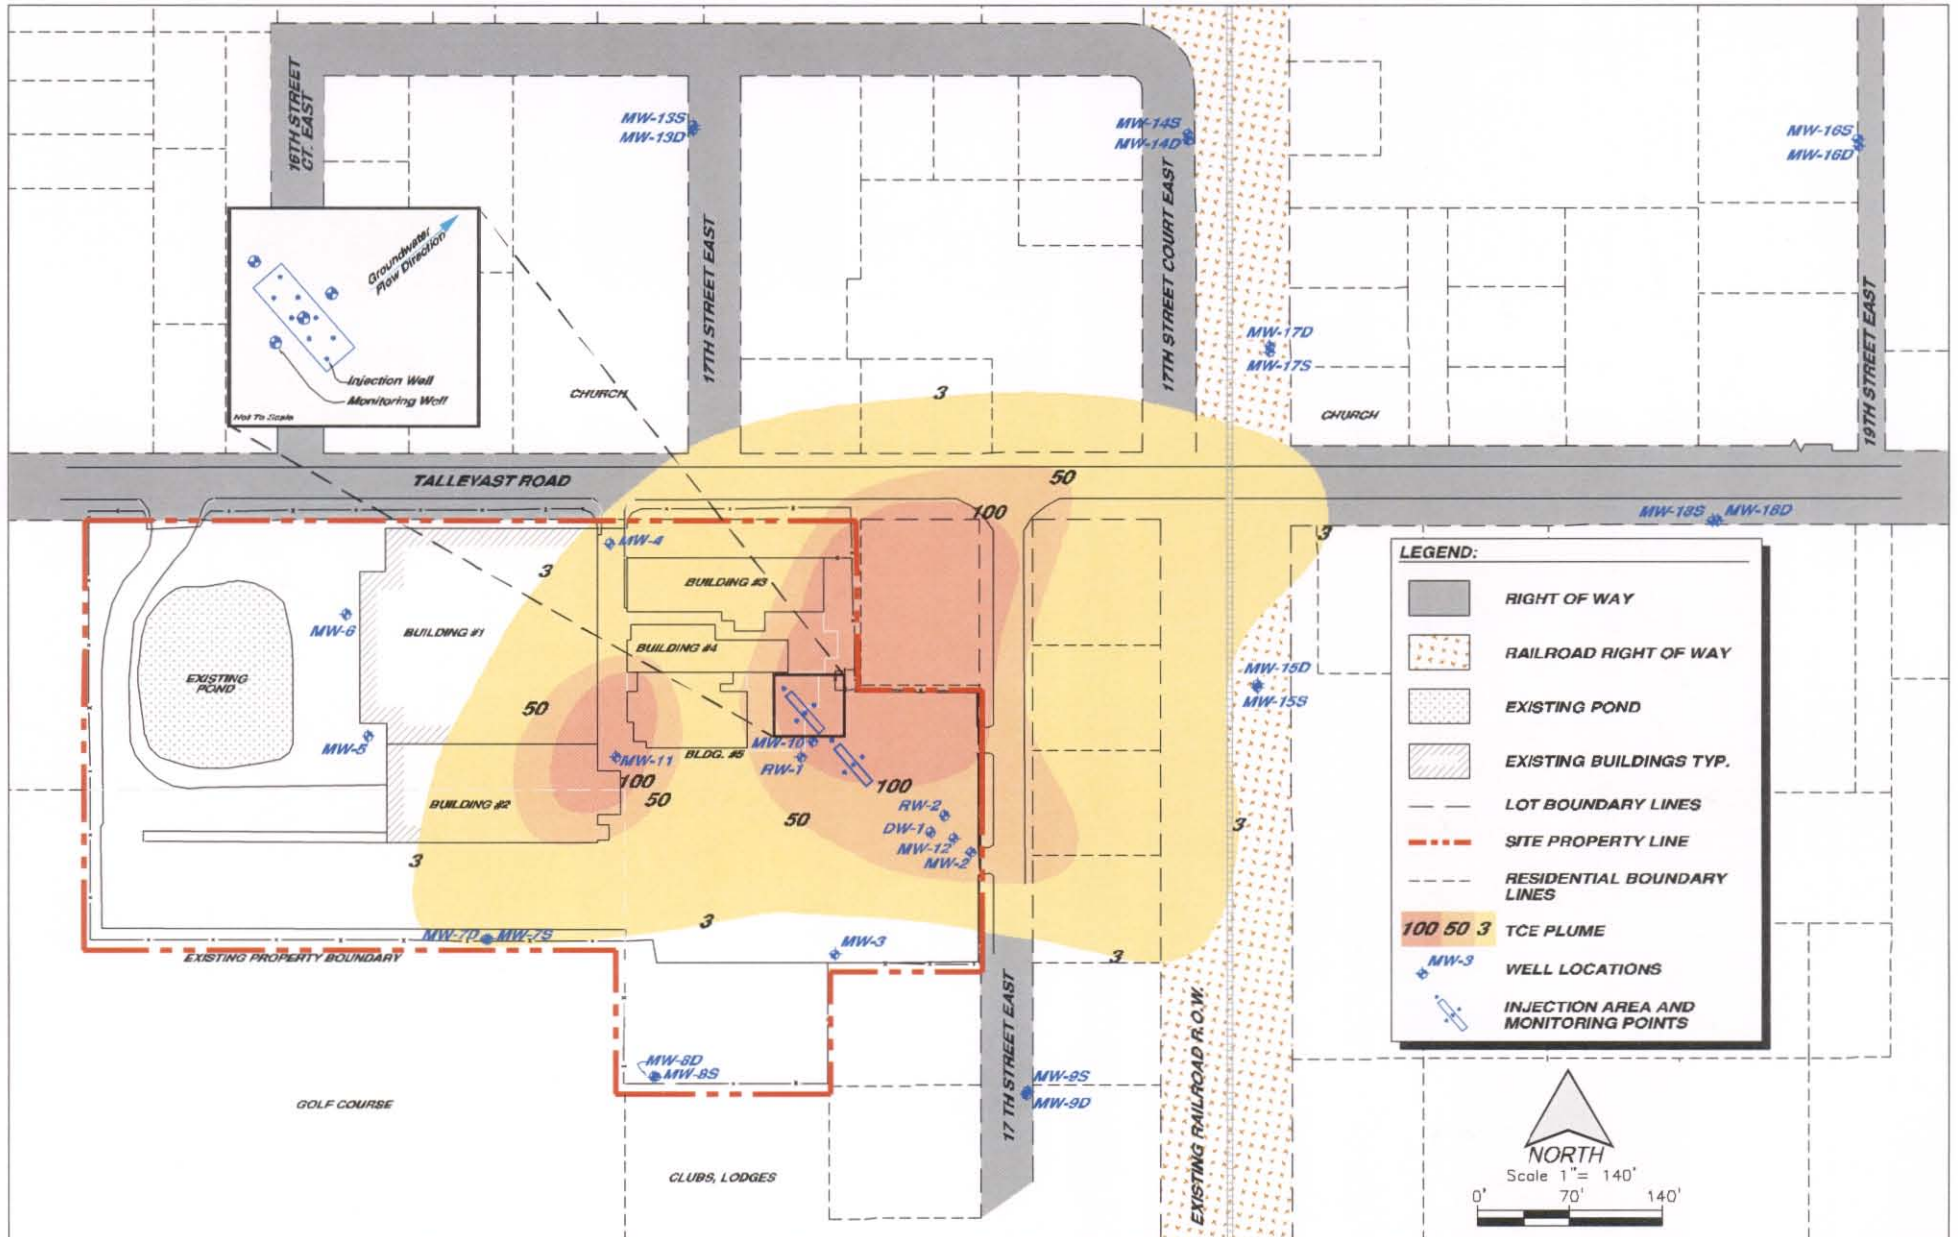 16TH STREET
CT. EAST
MW-13S
MW-13D
MW-14S
MW-14D
MW-16S
MW-16D
17TH STREET EAST
17TH STREET COURT EAST
19TH STREET EAST
Groundwater
Flow Direction
Injection Well
Monitoring Well
Not To Scale
MW-17D
MW-17S
CHURCH
3
CHURCH
TALLEVAST ROAD
50
100
MW-18S
MW-18D
3
MW-4
3
BUILDING #3
MW-6
BUILDING #1
BUILDING #4
EXISTING
POND
MW-15D
MW-15S
50
MW-5
MW-11
BLDG. #5
MW-10
RW-1
100
50
100
BUILDING #2
50
RW-2
DW-1
MW-12
MW-2
3
3
3
MW-7D
MW-7S
MW-3
3
EXISTING PROPERTY BOUNDARY
17 TH STREET EAST
EXISTING RAILROAD R.O.W.
MW-8D
MW-8S
MW-9S
MW-9D
GOLF COURSE
CLUBS, LODGES
LEGEND:
RIGHT OF WAY
RAILROAD RIGHT OF WAY
EXISTING POND
EXISTING BUILDINGS TYP.
LOT BOUNDARY LINES
SITE PROPERTY LINE
RESIDENTIAL BOUNDARY
LINES
100 50 3 TCE PLUME
MW-3
WELL LOCATIONS
INJECTION AREA AND
MONITORING POINTS
NORTH
Scale 1"= 140'
0' 70' 140'